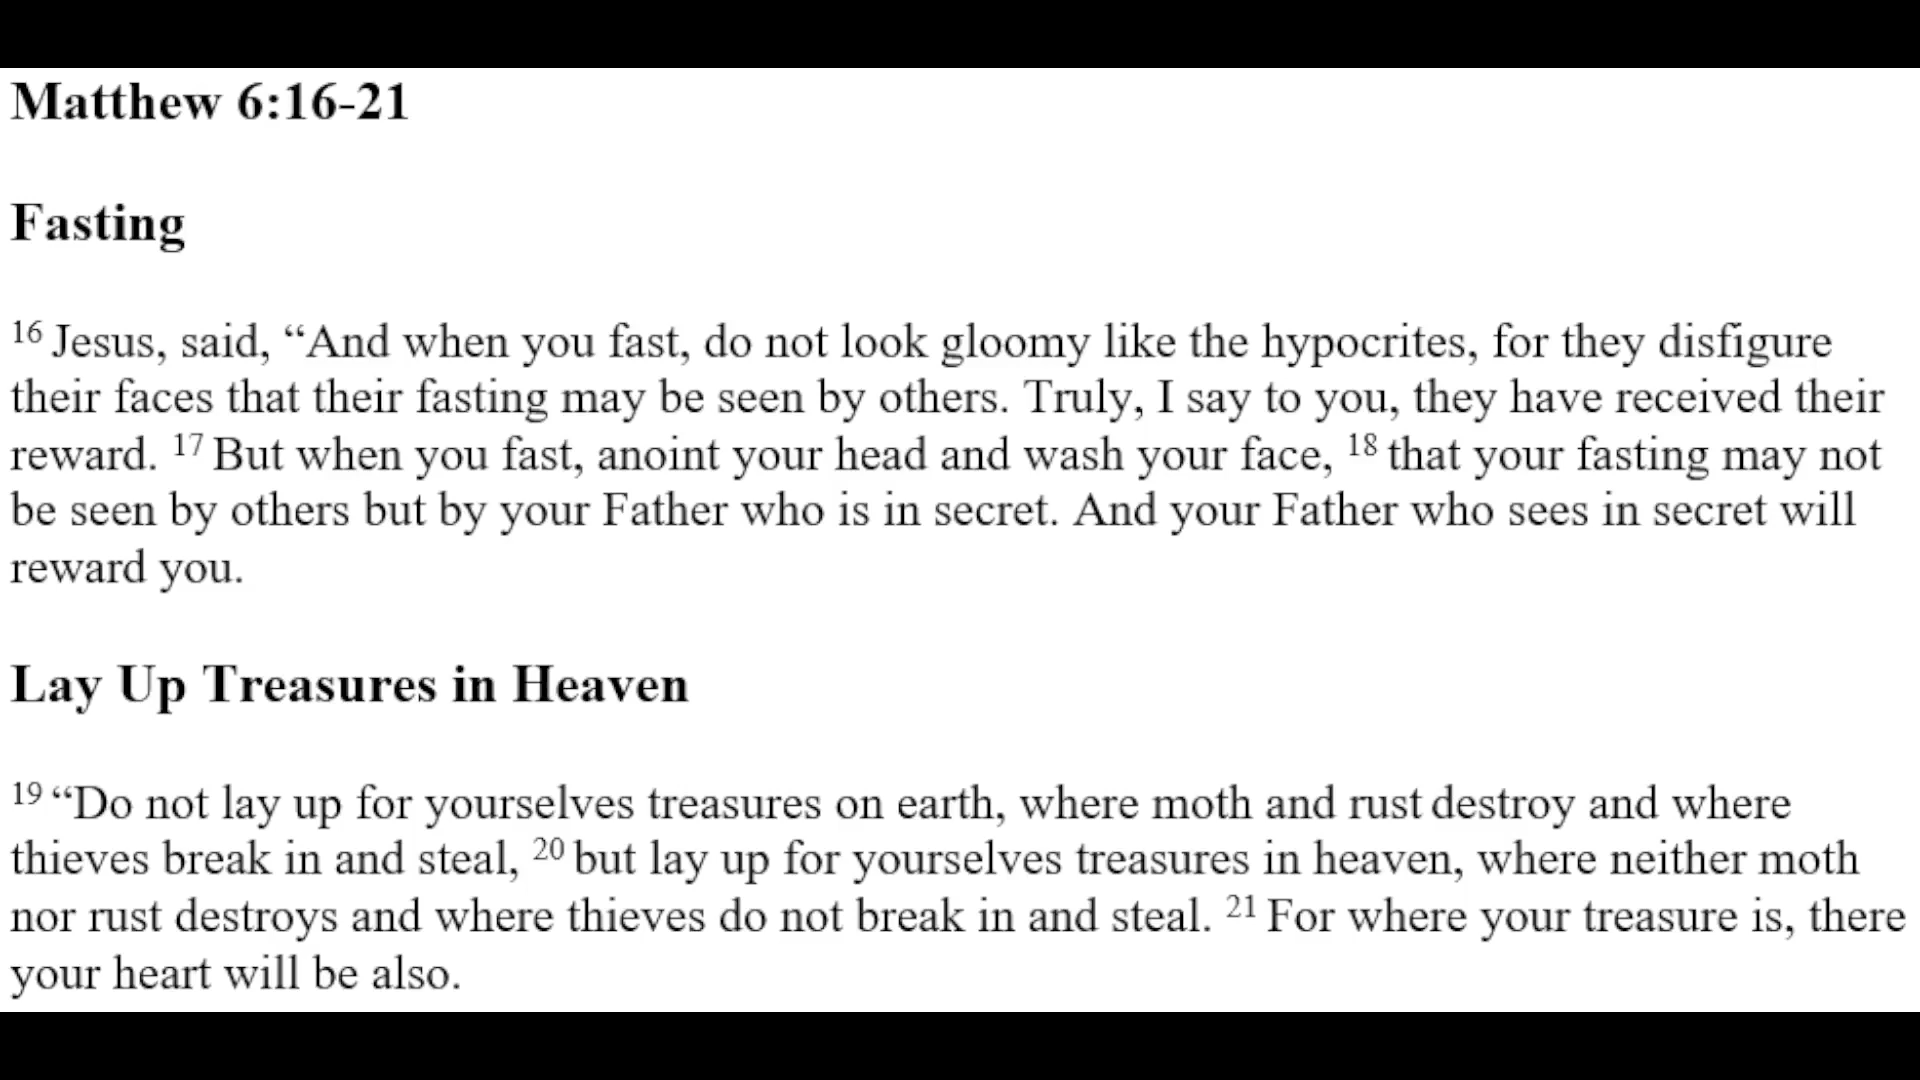 Matthew 6:16-21
Fasting
16 Jesus, said, “And when you fast, do not look gloomy like the hypocrites, for they disfigure
their faces that their fasting may be seen by others. Truly, I say to you, they have received their
reward. 17 But when you fast, anoint your head and wash your face, 18 that your fasting may not
be seen by others but by your Father who is in secret. And your Father who sees in secret will
reward you.
Lay Up Treasures in Heaven
19 “Do not lay up for yourselves treasures on earth, where moth and rust destroy and where
thieves break in and steal, 20 but lay up for yourselves treasures in heaven, where neither moth
nor rust destroys and where thieves do not break in and steal. 21 For where your treasure is, there
your heart will be also.